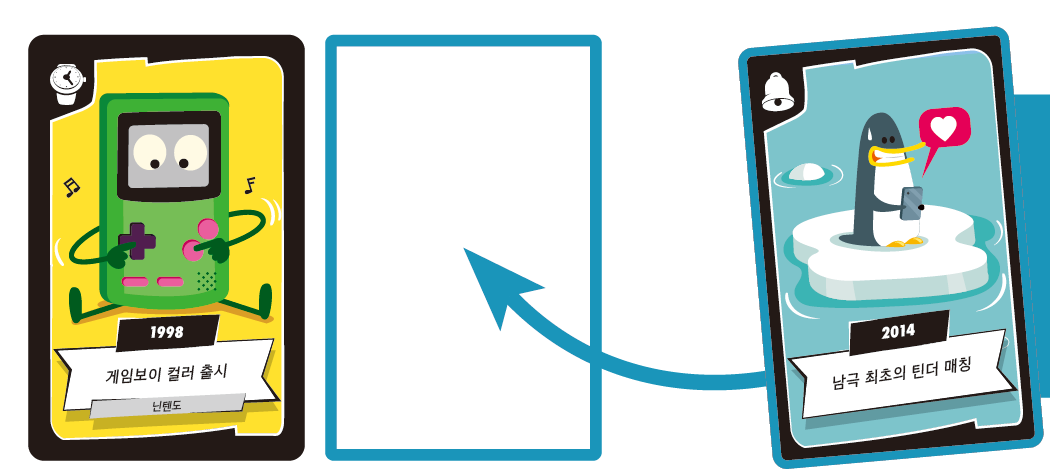 1998
게임보이 컬러 출시
닌텐도
2014
남극 최초의 틴더 매칭